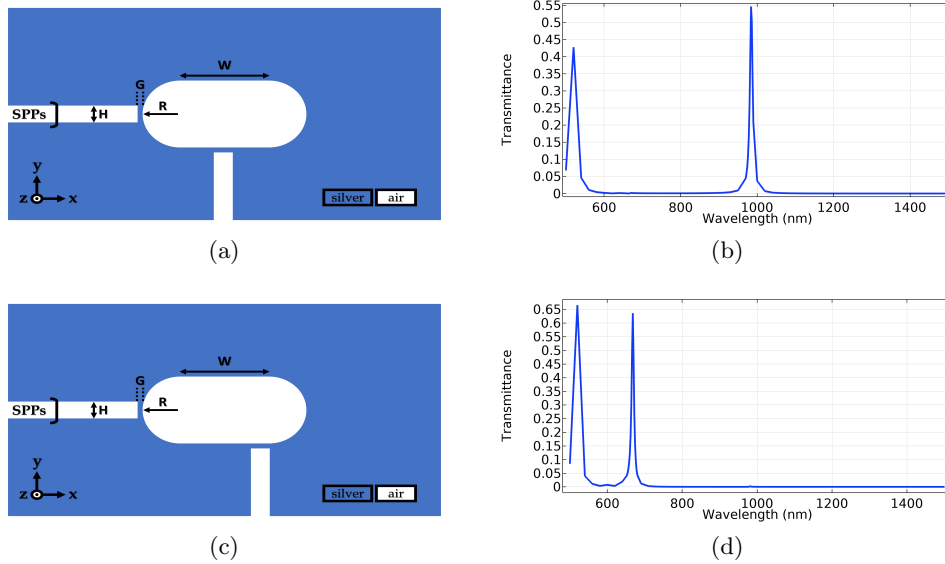 W
G
R
SPPs
H
y
z
x
silver
air
(a)
0.55
0.5
0.45
0.4
0.35
0.3
0.25
0.2
0.15
0.1
0.05
0
Transmittance
600 800 1000 1200 1400
Wavelength (nm)
(b)
W
G
R
SPPs
H
y
z
x
silver
air
(c)
0.65
0.6
0.55
0.5
0.45
0.4
0.35
0.3
0.25
0.2
0.15
0.1
0.05
0
Transmittance
600 800 1000 1200 1400
Wavelength (nm)
(d)